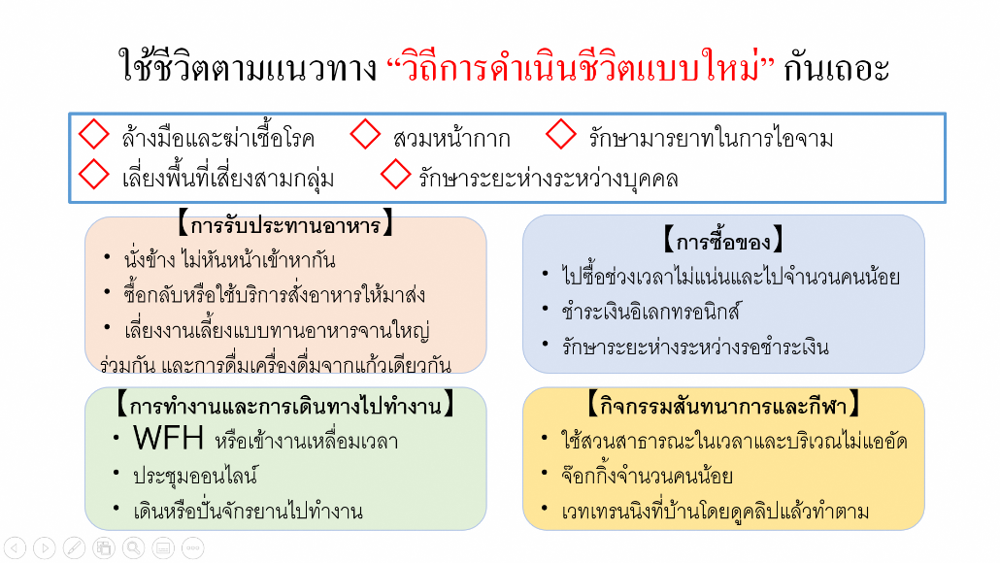 ใช้ชีวิตตามแนวทาง “วิถีการดำเนินชีวิตแบบใหม่” กันเถอะ
◇ ล้างมือและฆ่าเชื้อโรค ◇ สวมหน้ากาก ◇ รักษามารยาทในการไอจาม
◇ เลี่ยงพื้นที่เสี่ยงสามกลุ่ม ◇ รักษาระยะห่างระหว่างบุคคล
【การรับประทานอาหาร】
• นั่งข้าง ไม่หันหน้าเข้าหากัน
• ซื้อกลับหรือใช้บริการสั่งอาหารให้มาส่ง
• เลี่ยงงานเลี้ยงแบบทานอาหารจานใหญ่
ร่วมกัน และการดื่มเครื่องดื่มจากแก้วเดียวกัน
【การซื้อของ】
• ไปซื้อช่วงเวลาไม่แน่นและไปจำนวนคนน้อย
• ชำระเงินอิเลกทรอนิกส์
• รักษาระยะห่างระหว่างรอชำระเงิน
【การทำงานและการเดินทางไปทำงาน】
• WFH หรือเข้างานเหลื่อมเวลา
• ประชุมออนไลน์
• เดินหรือปั่นจักรยานไปทำงาน
【กิจกรรมสันทนาการและกีฬา】
• ใช้สวนสาธารณะในเวลาและบริเวณไม่แออัด
• จ๊อกกิ้งจำนวนคนน้อย
• เวทเทรนนิงที่บ้านโดยดูคลิปแล้วทำตาม